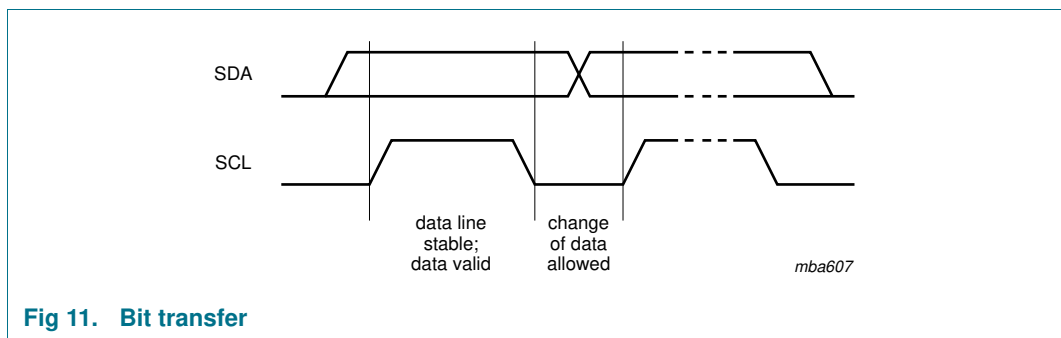 SDA
SCL
data line
stable;
data valid
change
of data
allowed
mba607
Fig 11. Bit transfer